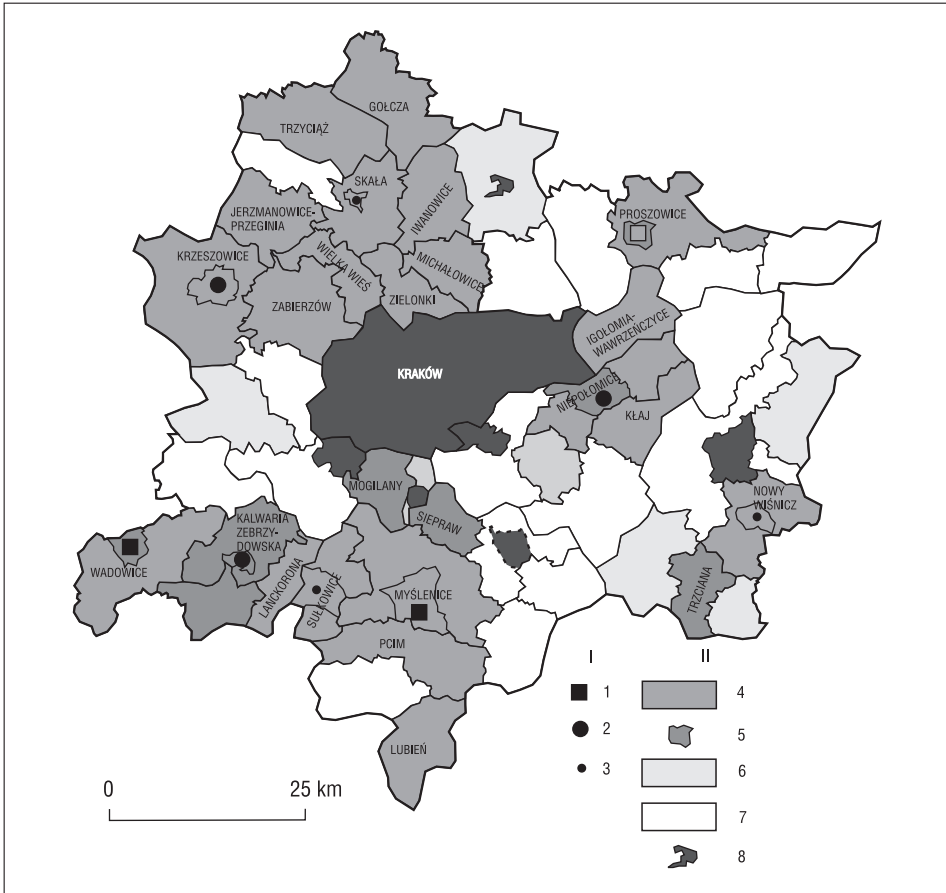 GOŁCZA
TRZYCIĄŻ
SKAŁA
IWANOWICE
JERZMANOWICE-
PRZEGINIA
PROSZOWICE
KRZESZOWICE
WIELKA WIEŚ
MICHAŁOWICE
ZABIERZÓW
ZIELONKI
IGOŁOMIA-
WAWRZEŃCZYCE
KRAKÓW
NIEPOŁOMICE
KŁAJ
MOGILANY
NOWY
WIŚNICZ
SIEPRAW
KALWARIA
ZEBRZY-
DOWSKA
WADOWICE
LANCKORONA
SUŁKOWICE
MYŚLENICE
TRZCIANA
PCIM
LUBIEŃ
I II
1 4
2 5
3 6
7
8
0 25 km